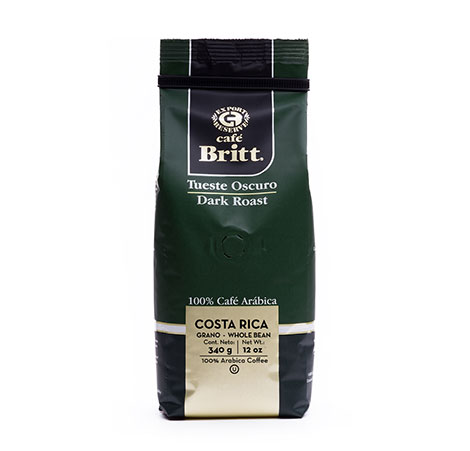 EXPORT
RESERVE
café
Britt®
Tueste Oscuro
Dark Roast
100% Café Arábica
COSTA RICA
GRANO - WHOLE BEAN
Cont. Neto: Net Wt.:
340 g 12 oz
100% Arabica Coffee
U